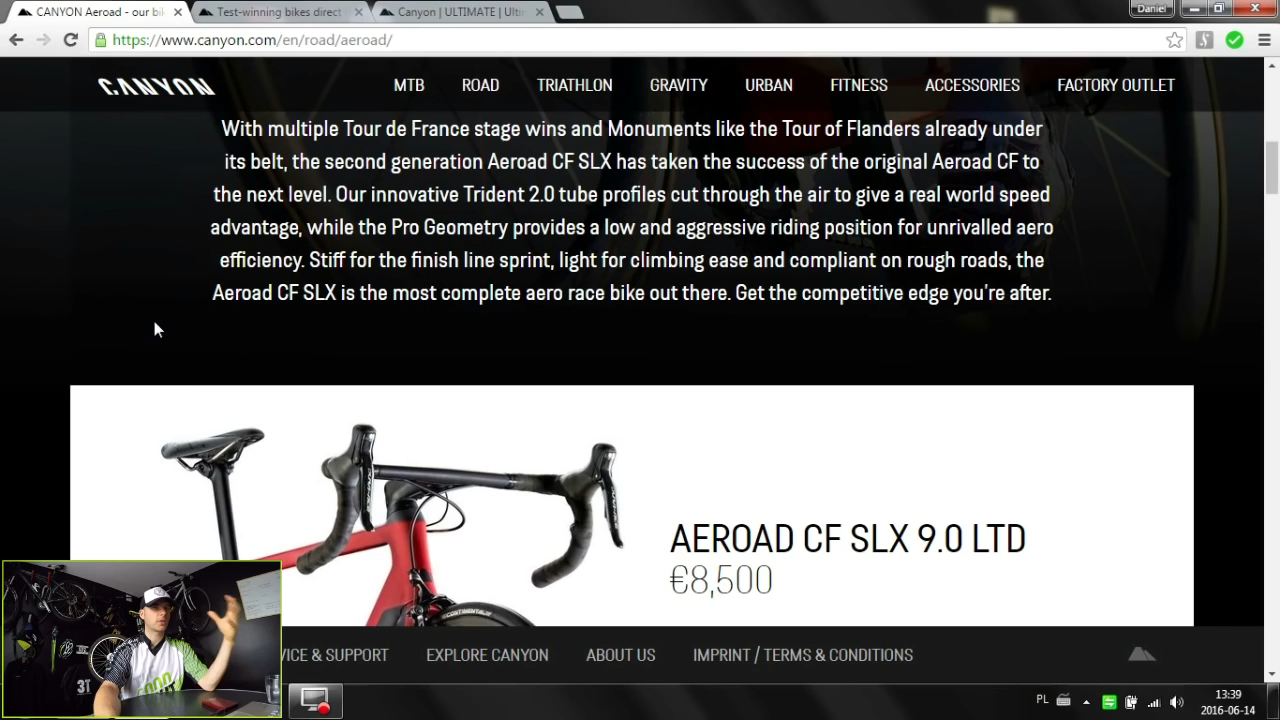 CANYON Aeroad - our bi
Test-winning bikes direct
Canyon | ULTIMATE | Ulti
Daniel
https://www.canyon.com/en/road/aeroad/
CANYON
MTB ROAD TRIATHLON GRAVITY URBAN FITNESS ACCESSORIES FACTORY OUTLET
With multiple Tour de France stage wins and Monuments like the Tour of Flanders already under
its belt, the second generation Aeroad CF SLX has taken the success of the original Aeroad CF to
the next level. Our innovative Trident 2.0 tube profiles cut through the air to give a real world speed
advantage, while the Pro Geometry provides a low and aggressive riding position for unrivalled aero
efficiency. Stiff for the finish line sprint, light for climbing ease and compliant on rough roads, the
Aeroad CF SLX is the most complete aero race bike out there. Get the competitive edge you're after.
AEROAD CF SLX 9.0 LTD
€8,500
CONTINENTAL
VICE & SUPPORT EXPLORE CANYON ABOUT US IMPRINT / TERMS & CONDITIONS
3T
PL
13:39
2016-06-14